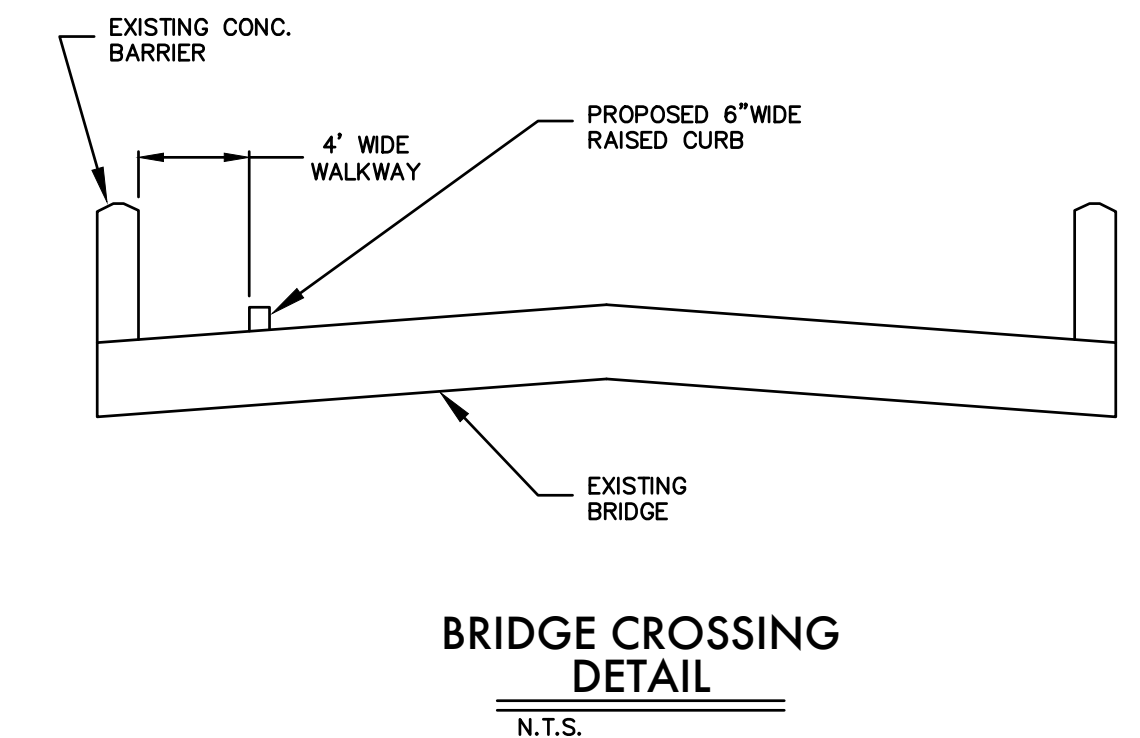 EXISTING CONC.
BARRIER
PROPOSED 6"WIDE
RAISED CURB
4' WIDE
WALKWAY
EXISTING
BRIDGE
BRIDGE CROSSING
DETAIL
N.T.S.